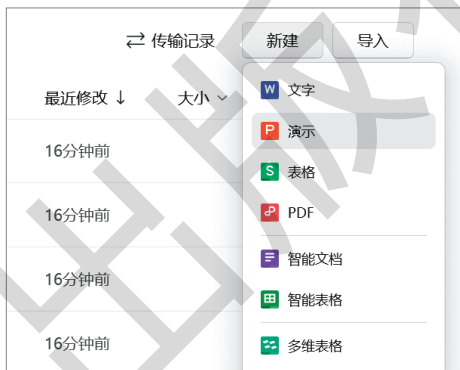 传输记录 新建 导入
最近修改 ↓ 大小
W 文字
P 演示
16分钟前
S 表格
16分钟前 PDF
智能文档
16分钟前 智能表格
16分钟前 多维表格
出版